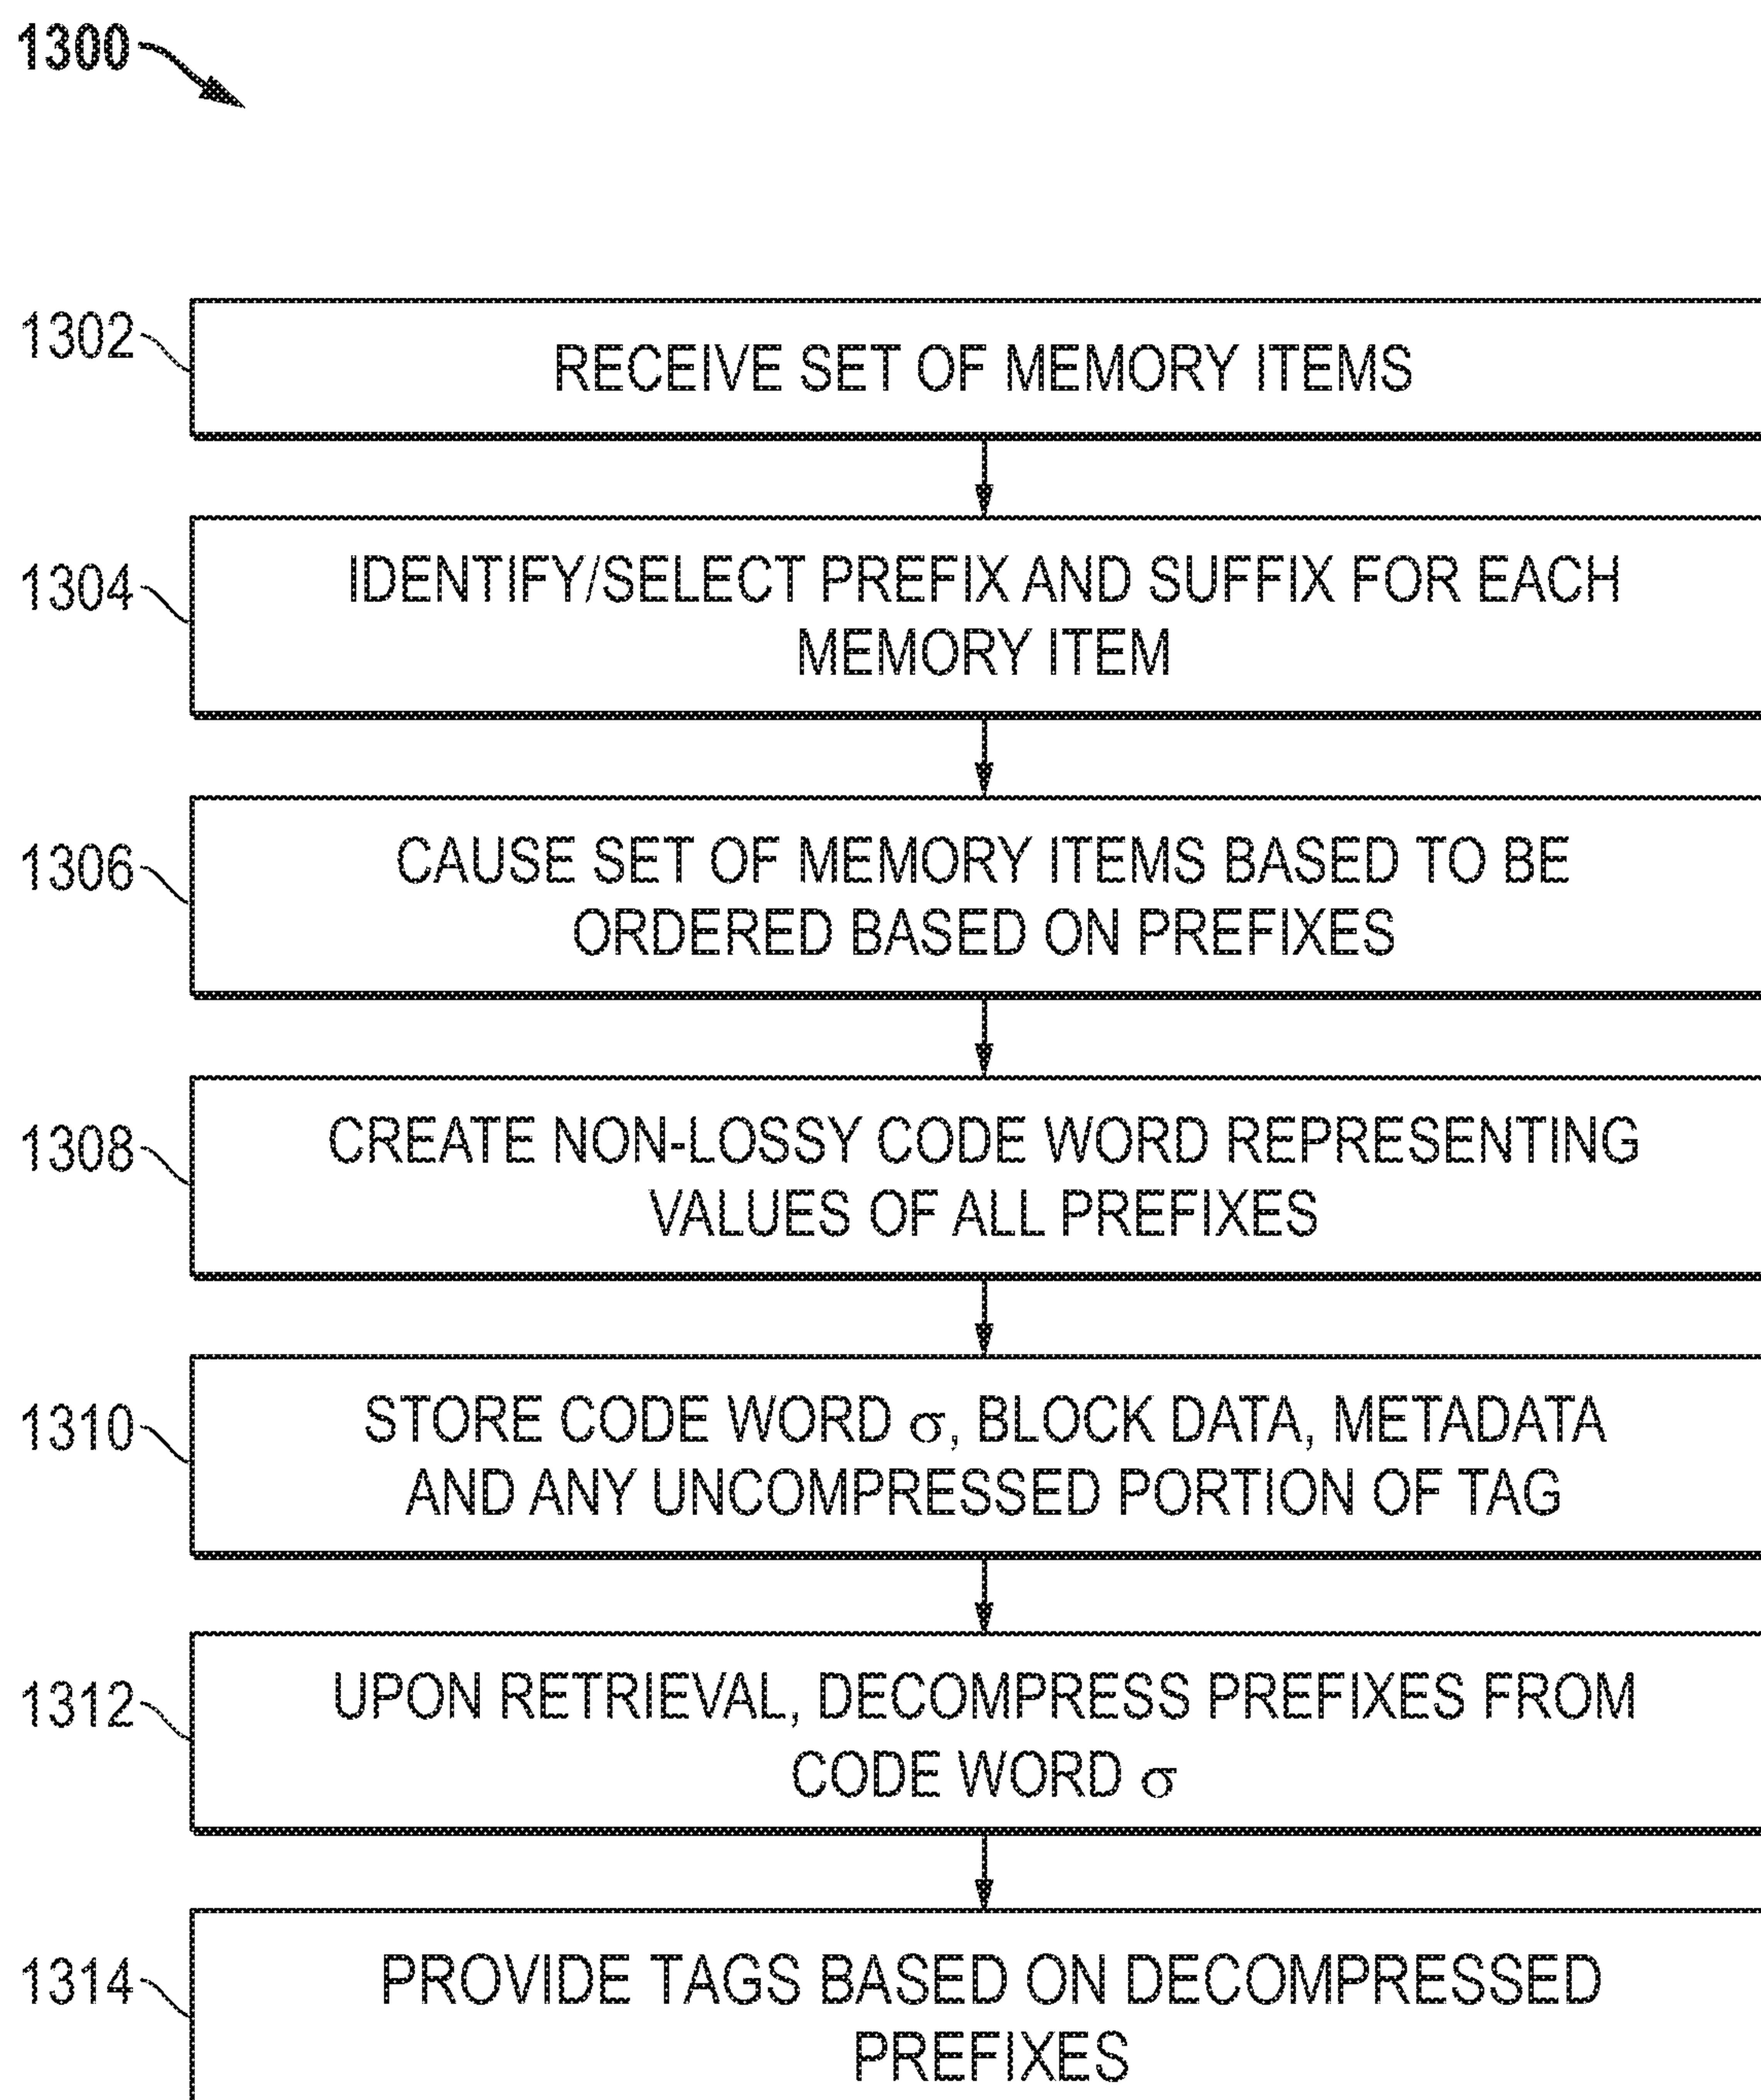 1300
1302
RECEIVE SET OF MEMORY ITEMS
1304
IDENTIFY/SELECT PREFIX AND SUFFIX FOR EACH
MEMORY ITEM
1306
CAUSE SET OF MEMORY ITEMS BASED TO BE
ORDERED BASED ON PREFIXES
1308
CREATE NON-LOSSY CODE WORD REPRESENTING
VALUES OF ALL PREFIXES
1310
STORE CODE WORD σ, BLOCK DATA, METADATA
AND ANY UNCOMPRESSED PORTION OF TAG
1312
UPON RETRIEVAL, DECOMPRESS PREFIXES FROM
CODE WORD σ
1314
PROVIDE TAGS BASED ON DECOMPRESSED
PREFIXES